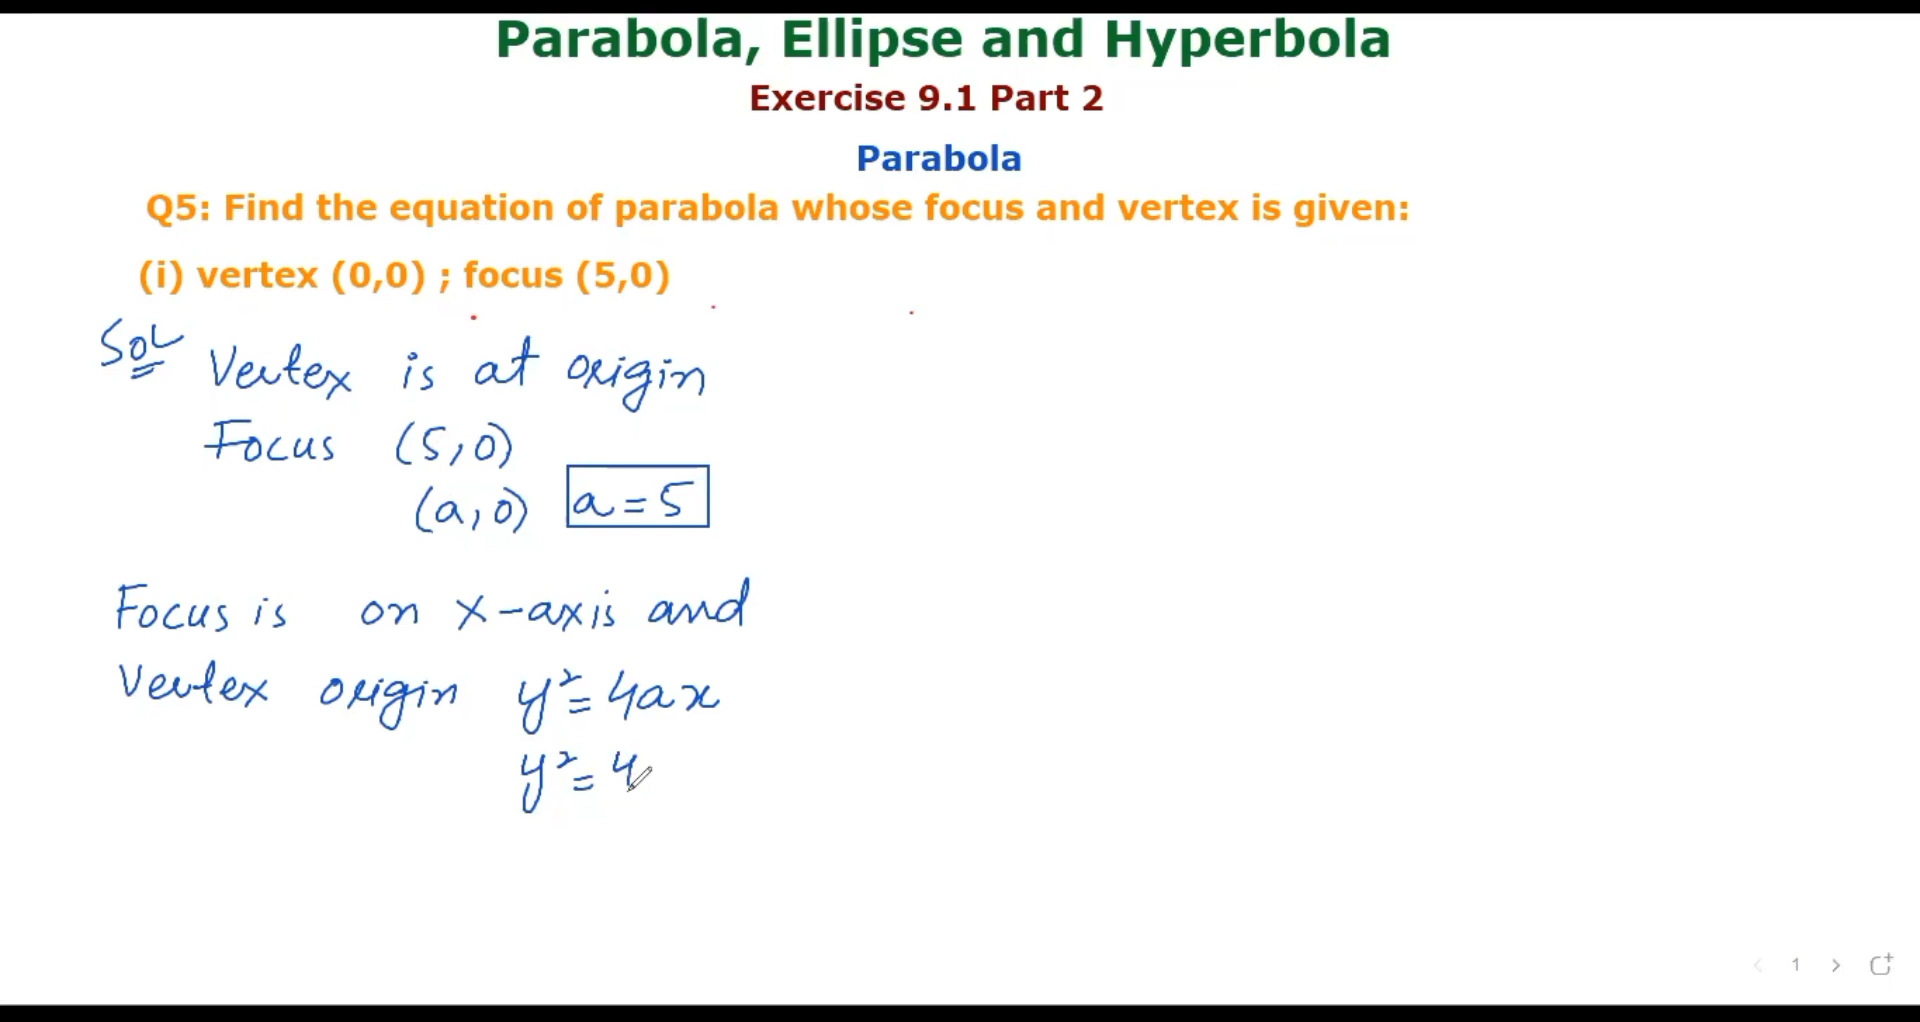 Parabola, Ellipse and Hyperbola
Exercise 9.1 Part 2
Parabola
Q5: Find the equation of parabola whose focus and vertex is given:
(i) vertex (0,0) ; focus (5,0)
Sol
Vertex is at origin
Focus (5,0)
(a,0) a = 5
Focus is on x-axis and
Vertex origin y² = 4ax
y² = 4
1